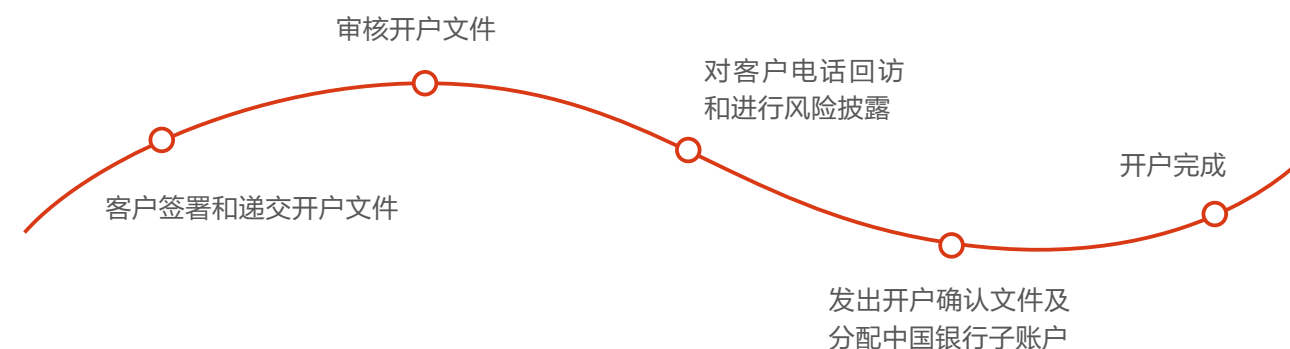 客户签署和递交开户文件
审核开户文件
对客户电话回访
和进行风险披露
发出开户确认文件及
分配中国银行子账户
开户完成